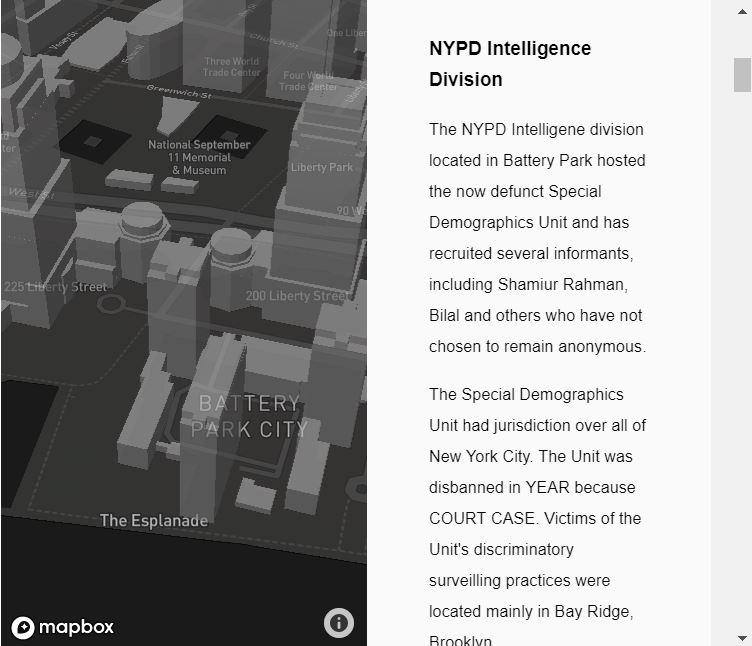 Vesey St
Church St
One Liber
Three World
Trade Center
Four World
Trade Center
Greenwich St
National September
11 Memorial
& Museum
Liberty Park
West St
90 We
225 Liberty Street
200 Liberty Street
BATTERY
PARK CITY
The Esplanade
mapbox
NYPD Intelligence
Division
The NYPD Intelligene division
located in Battery Park hosted
the now defunct Special
Demographics Unit and has
recruited several informants,
including Shamiur Rahman,
Bilal and others who have not
chosen to remain anonymous.
The Special Demographics
Unit had jurisdiction over all of
New York City. The Unit was
disbanned in YEAR because
COURT CASE. Victims of the
Unit's discriminatory
surveilling practices were
located mainly in Bay Ridge,
Brooklyn